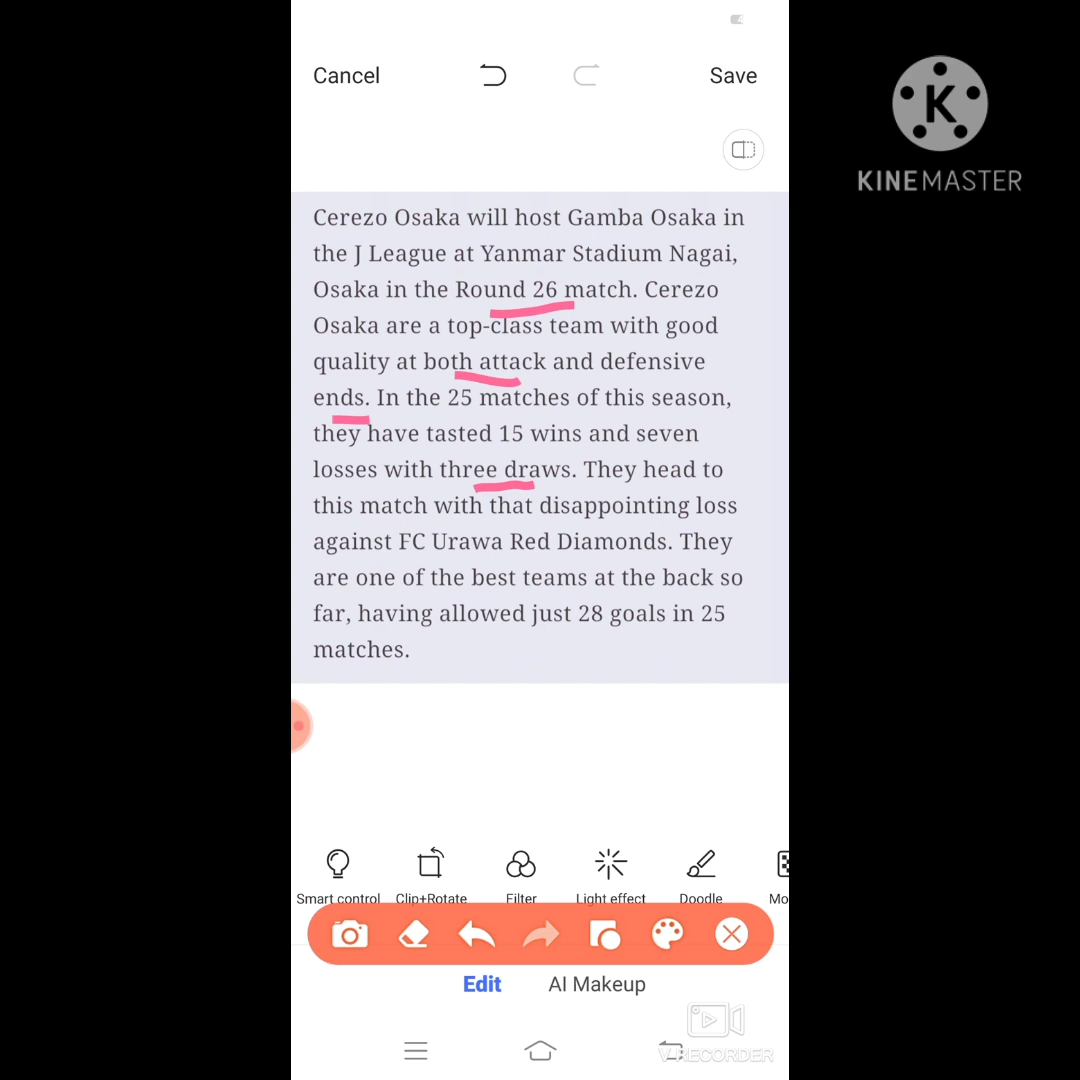 Cancel
Save
KINEMASTER
Cerezo Osaka will host Gamba Osaka in
the J League at Yanmar Stadium Nagai,
Osaka in the Round 26 match. Cerezo
Osaka are a top-class team with good
quality at both attack and defensive
ends. In the 25 matches of this season,
they have tasted 15 wins and seven
losses with three draws. They head to
this match with that disappointing loss
against FC Urawa Red Diamonds. They
are one of the best teams at the back so
far, having allowed just 28 goals in 25
matches.
Smart control Clip+Rotate Filter Light effect Doodle Mo
Edit AI Makeup
V RECORDER